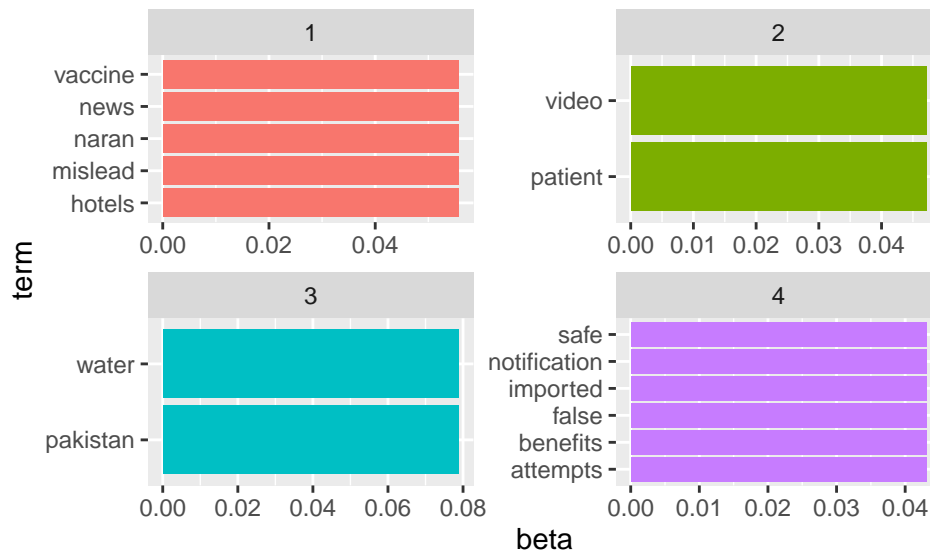 1
vaccine
news
naran
mislead
hotels
0.00 0.02 0.04
2
video
patient
0.00 0.01 0.02 0.03 0.04
term
3
water
pakistan
0.00 0.02 0.04 0.06 0.08
4
safe
notification
imported
false
benefits
attempts
0.00 0.01 0.02 0.03 0.04
beta